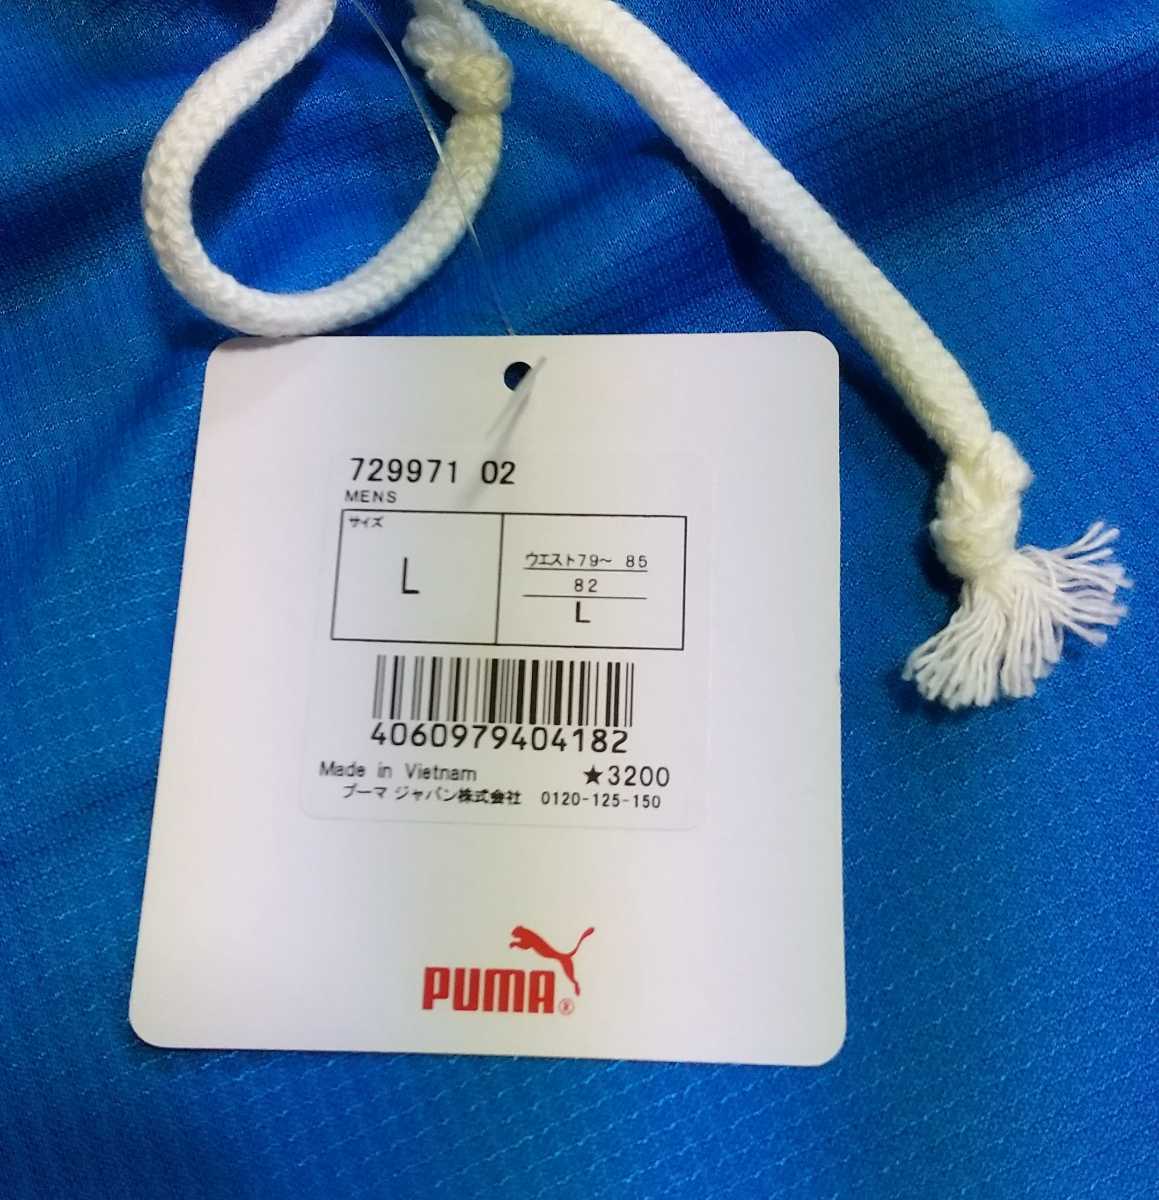 729971 02
MENS
サイズ
L
ウエスト79〜 85
82
L
4060979404182
Made in Vietnam ★3200
プーマ ジャパン株式会社 0120-125-150
PUMA®